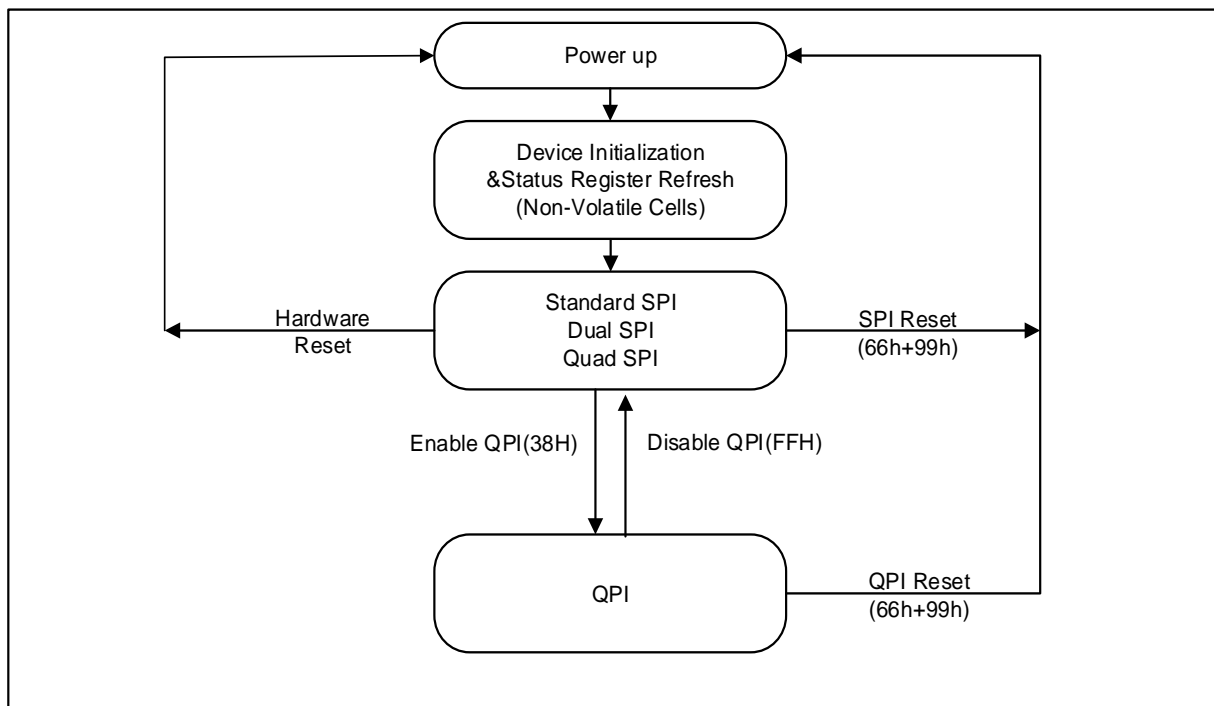 Power up
Device Initialization
&Status Register Refresh
(Non-Volatile Cells)
Standard SPI
Dual SPI
Quad SPI
Hardware
Reset
SPI Reset
(66h+99h)
Enable QPI(38H)
Disable QPI(FFH)
QPI
QPI Reset
(66h+99h)